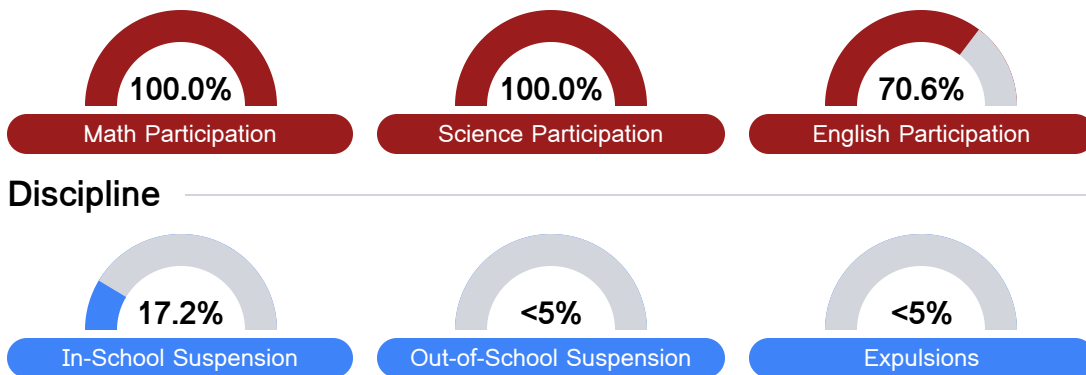 100.0%
100.0%
70.6%
Math Participation
Science Participation
English Participation
Discipline
17.2%
<5%
<5%
In-School Suspension
Out-of-School Suspension
Expulsions